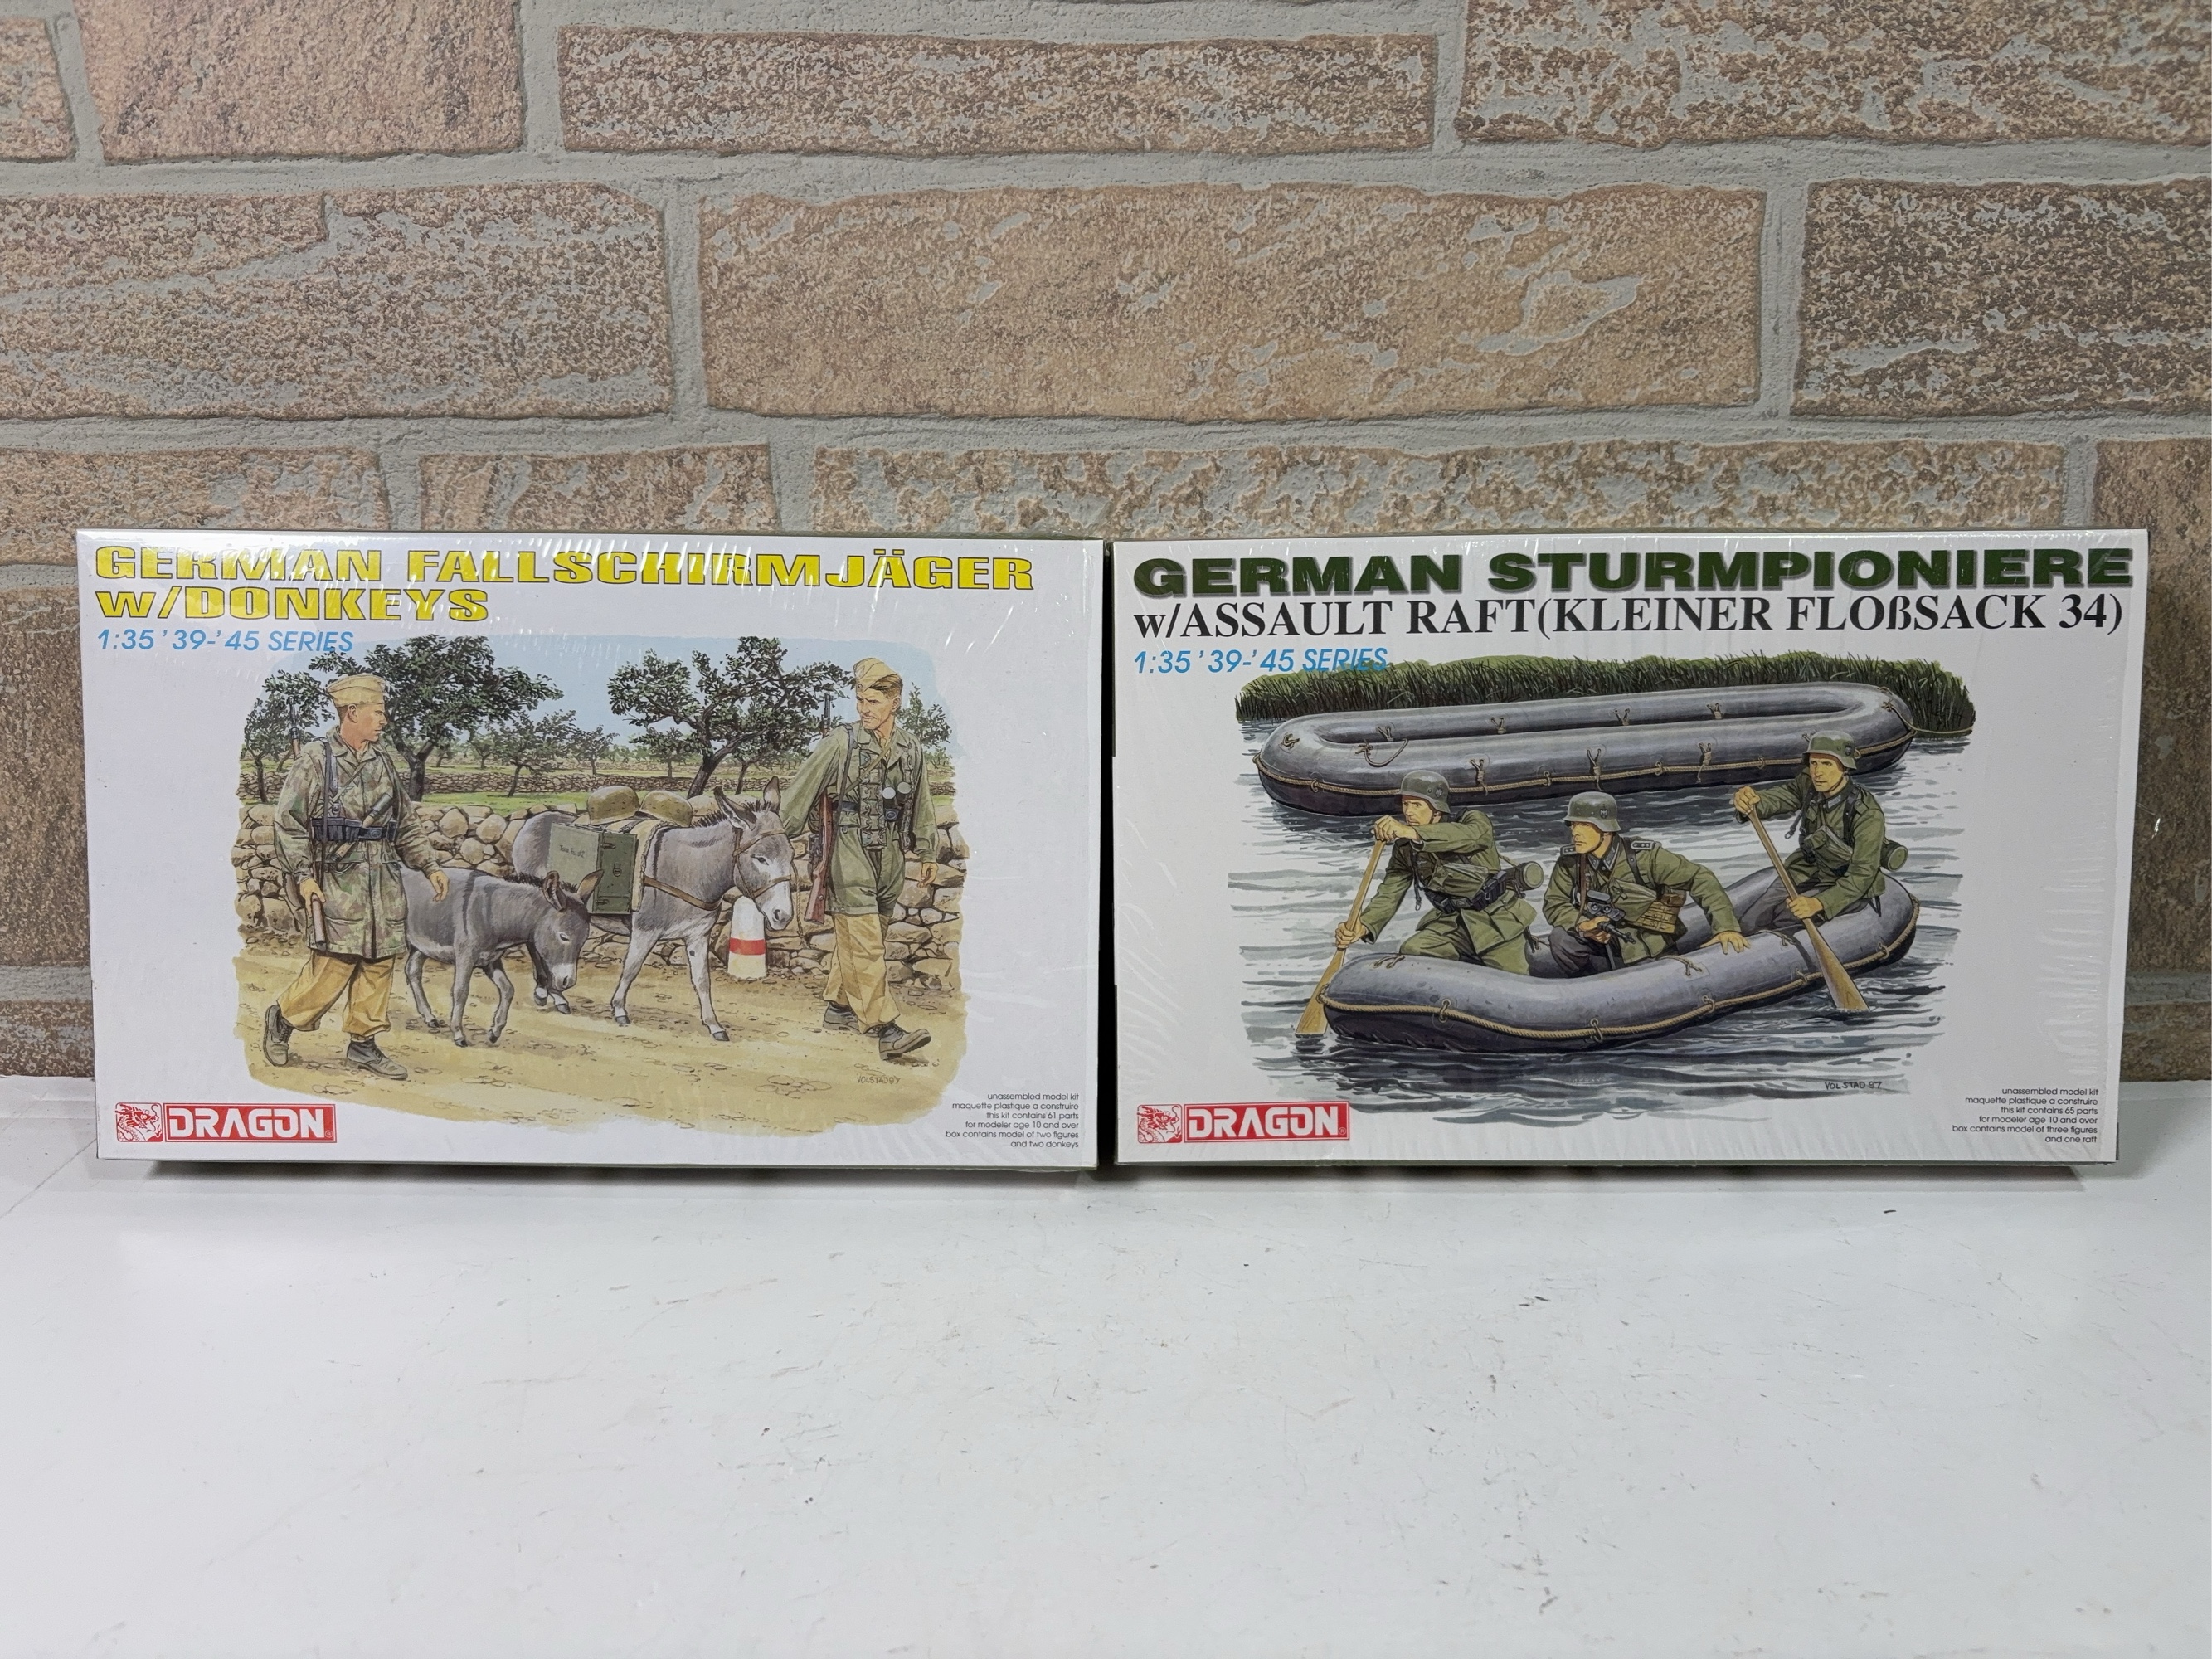 GERMAN FALLSCHIRMJÄGER
w/DONKEYS
1:35 '39-'45 SERIES
VOLSTAD 97
DRAGON
unassembled model kit
maquette plastique a construire
this kit contains 61 parts
for modeler age 10 and over
box contains model of two figures
and two donkeys
GERMAN STURMPIONIERE
w/ASSAULT RAFT(KLEINER FLOßSACK 34)
1:35 '39-'45 SERIES
VOLSTAD 97
DRAGON
unassembled model kit
maquette plastique a construire
this kit contains 65 parts
for modeler age 10 and over
box contains model of three figures
and one raft